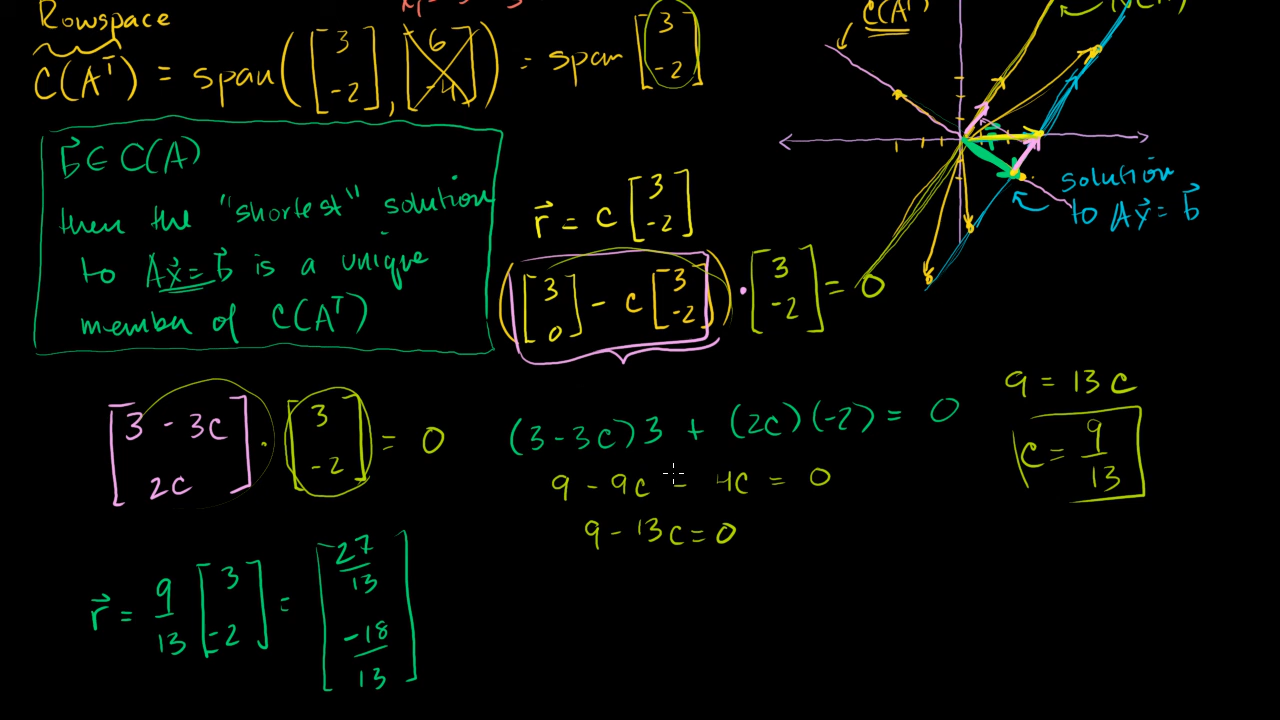 Rowspace
C(Aᵀ) = span([3 -2], [6 -4]) = span [3 -2]
C(Aᵀ)
b⃗ ∈ C(A)
then the "shortest" solution
to Ax⃗ = b⃗ is a unique
member of C(Aᵀ)
r⃗ = c [3 -2]
([3 0] - c [3 -2]) · [3 -2] = 0
solution
to Ax⃗ = b⃗
[3 - 3c 2c] · [3 -2] = 0
(3-3c)3 + (2c)(-2) = 0
9 - 9c - 4c = 0
9 - 13c = 0
9 = 13c
c = 9/13
r⃗ = 9/13 [3 -2] = [27/13 -18/13]